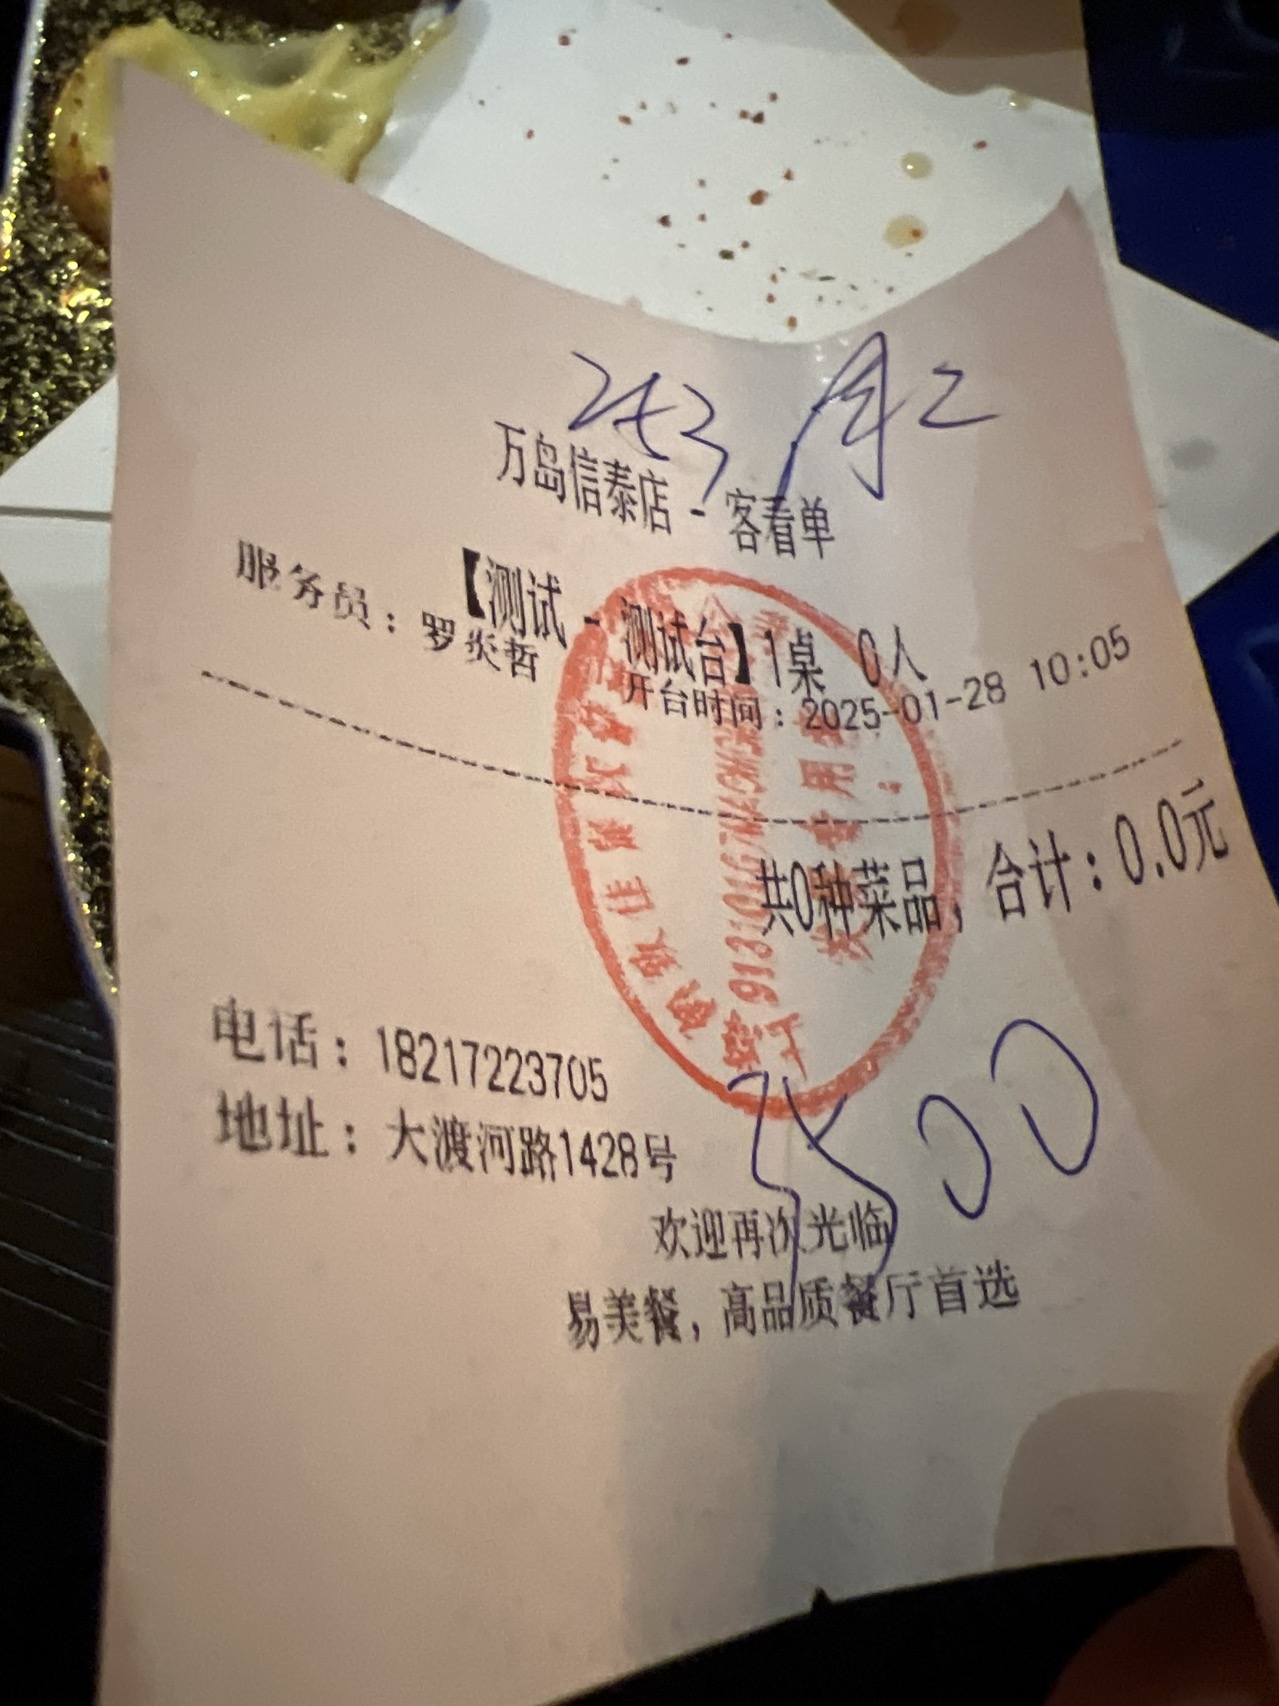 万岛信泰店 - 客看单
【测试 - 测试台】1桌 0人
服务员：罗炎哲 开台时间：2025-01-28 10:05
共0种菜品，合计：0.0元
电话：18217223705
地址：大渡河路1428号
欢迎再次光临
易美餐，高品质餐厅首选